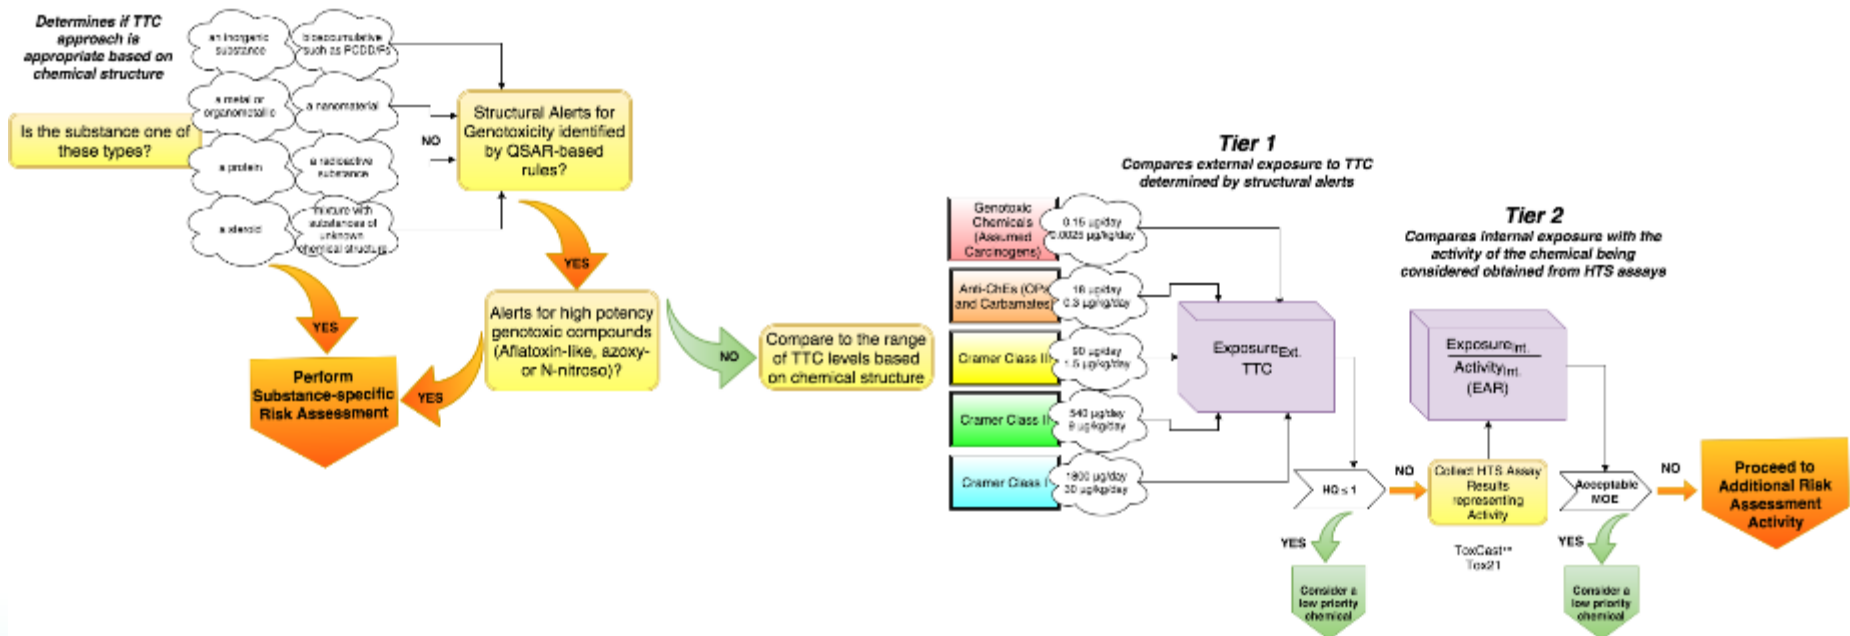 Determines if TTC
approach is
appropriate based on
chemical structure
an inorganic
substance
bioaccumulative
such as PCDD/Fs
a metal or
organometallic
a nanomaterial
Is the substance one of
these types?
a protein
a radioactive
substance
a steroid
mixture with
substances of
unknown
chemical structure
NO
Structural Alerts for
Genotoxicity identified
by QSAR-based
rules?
YES
YES
Perform
Substance-specific
Risk Assessment
YES
Alerts for high potency
genotoxic compounds
(Aflatoxin-like, azoxy-
or N-nitroso)?
NO
Compare to the range
of TTC levels based
on chemical structure
Tier 1
Compares external exposure to TTC
determined by structural alerts
Genotoxic
Chemicals
(Assumed
Carcinogens)
0.15 µg/day
0.0025 µg/kg/day
Anti-ChEs (OPs
and Carbamates)
18 µg/day
0.3 µg/kg/day
Cramer Class III
90 µg/day
1.5 µg/kg/day
Cramer Class II
540 µg/day
9 µg/kg/day
Cramer Class I
1800 µg/day
30 µg/kg/day
Exposure Ext.
TTC
HQ ≤ 1
YES
Consider a
low priority
chemical
NO
Tier 2
Compares internal exposure with the
activity of the chemical being
considered obtained from HTS assays
Exposure Int.
Activity Int.
(EAR)
Collect HTS Assay
Results
representing
Activity
ToxCast™
Tox21
Acceptable
MOE
YES
Consider a
low priority
chemical
NO
Proceed to
Additional Risk
Assessment
Activity